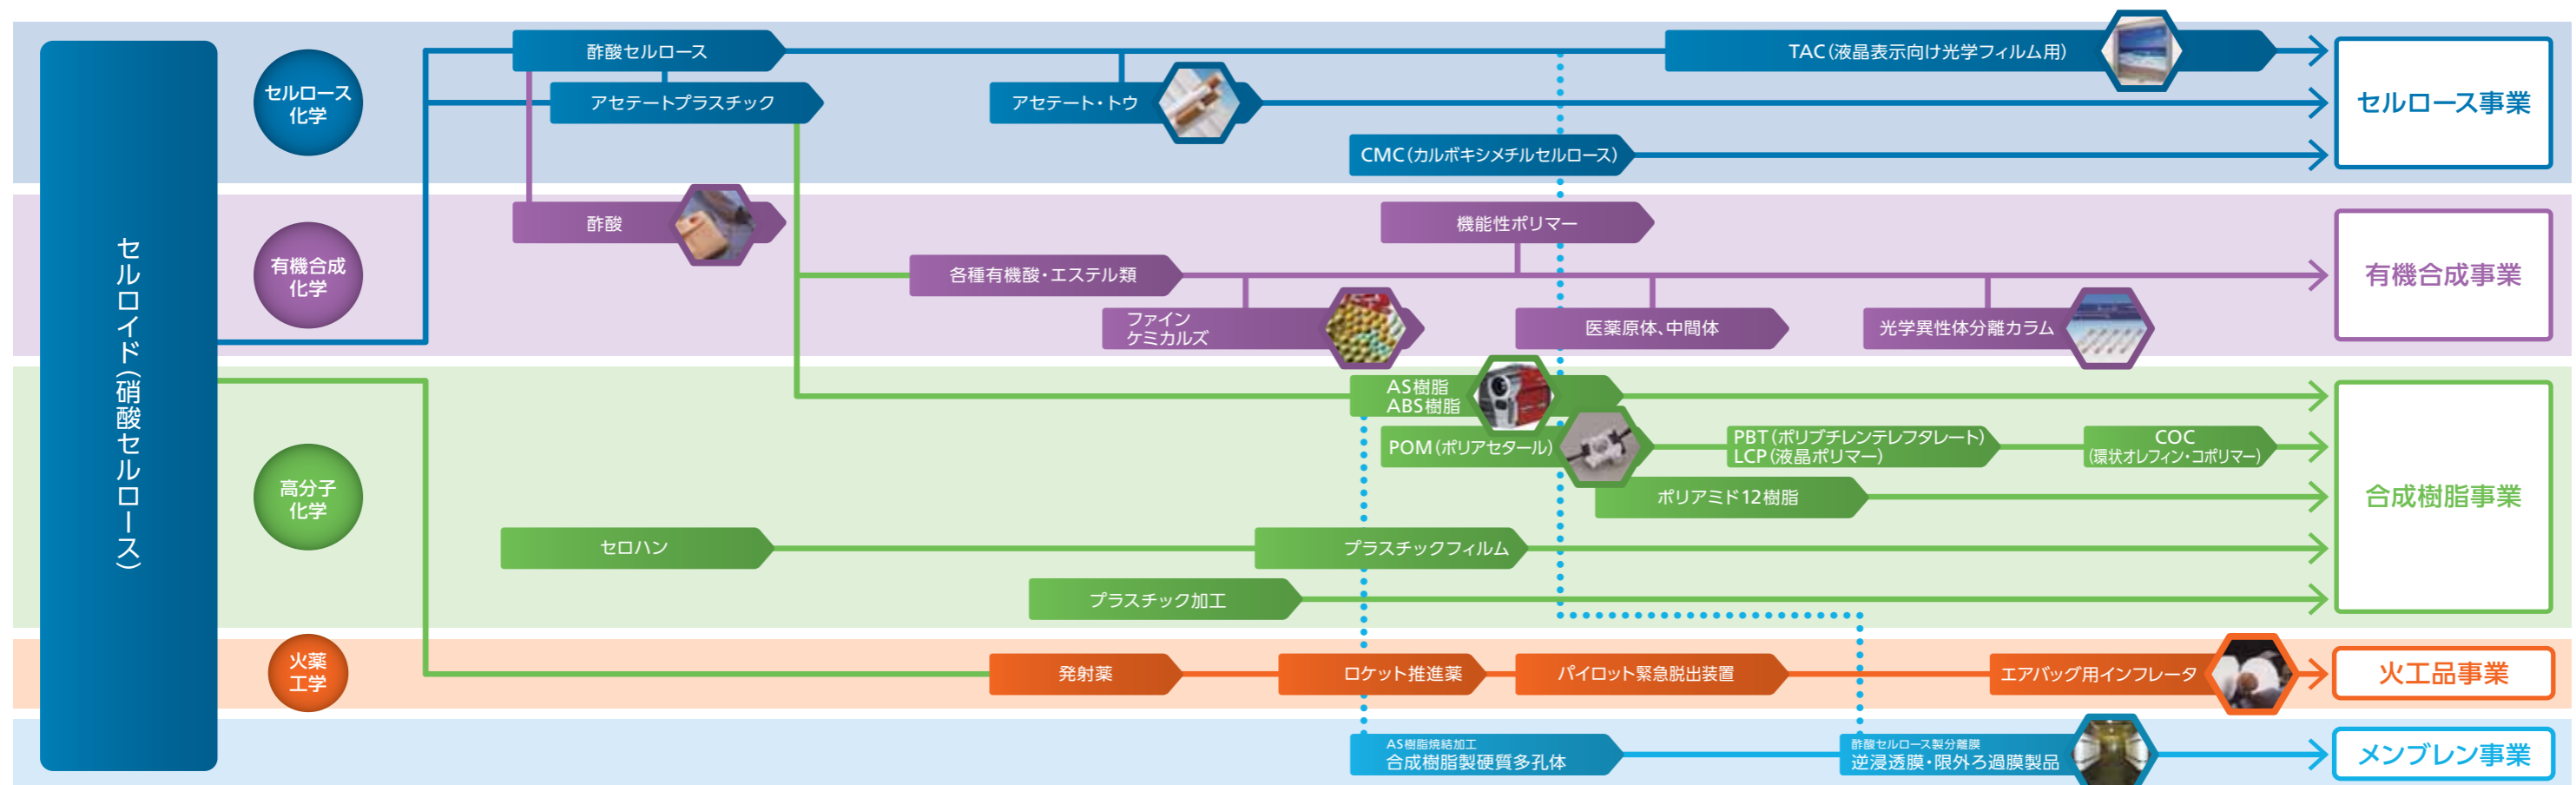 セルロイド（硝酸セルロース）
セルロース
化学
酢酸セルロース
TAC（液晶表示向け光学フィルム用）
アセテートプラスチック
アセテート・トウ
CMC（カルボキシメチルセルロース）
セルロース事業
有機合成
化学
酢酸
機能性ポリマー
各種有機酸・エステル類
ファイン
ケミカルズ
医薬原体、中間体
光学異性体分離カラム
有機合成事業
高分子
化学
AS樹脂
ABS樹脂
POM（ポリアセタール）
PBT（ポリブチレンテレフタレート）
LCP（液晶ポリマー）
COC
（環状オレフィン・コポリマー）
ポリアミド12樹脂
セロハン
プラスチックフィルム
プラスチック加工
合成樹脂事業
火薬
工学
発射薬
ロケット推進薬
パイロット緊急脱出装置
エアバッグ用インフレータ
火工品事業
AS樹脂焼結加工
合成樹脂製硬質多孔体
酢酸セルロース製分離膜
逆浸透膜・限外ろ過膜製品
メンブレン事業